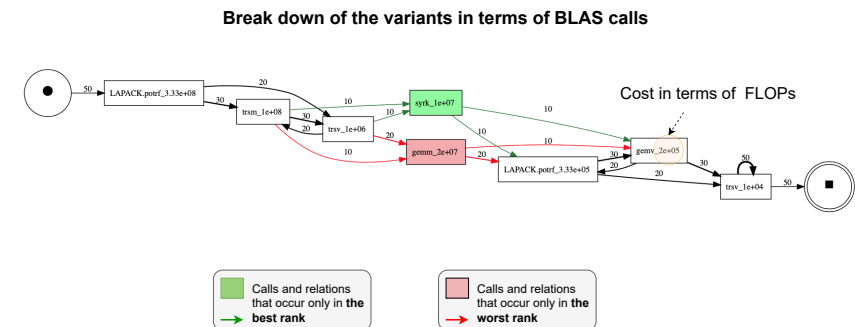 Break down of the variants in terms of BLAS calls
50
LAPACK.potrf_3.33e+08
20
30
trsm_1e+08
10
30
20
trsv_1e+06
10
10
20
syrk_1e+07
gemm_2e+07
10
10
10
20
Cost in terms of FLOPs
LAPACK.potrf_3.33e+05
30
20
gemv_2e+05
20
30
50
trsv_1e+04
50
Calls and relations
that occur only in the
best rank
Calls and relations
that occur only in the
worst rank